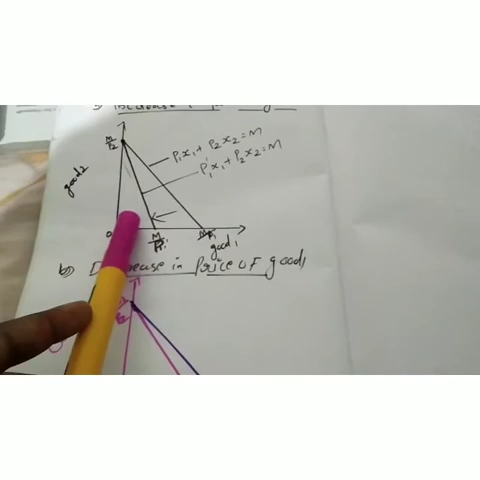 M/P2
P1x1 + P2x2 = M
P1'x1 + P2x2 = M
good2
0
M/P1'
M/P1
good1
b) Decrease in Price of good1